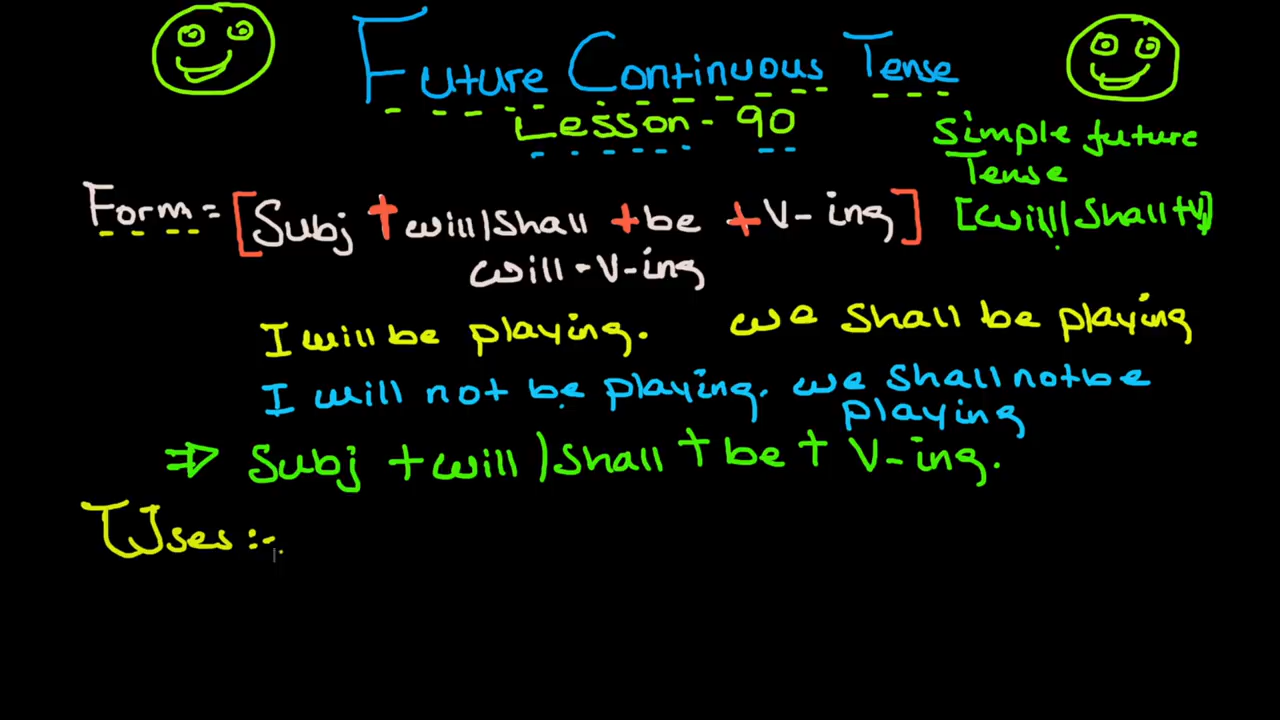 Future Continuous Tense
Lesson - 90
Simple future
Tense
[will/Shall+V1]
Form = [Subj + will/Shall + be + V-ing]
will - V-ing
I will be playing. we shall be playing
I will not be playing. we shall not be
playing
⇒ Subj + will/Shall + be + V-ing.
Uses :-